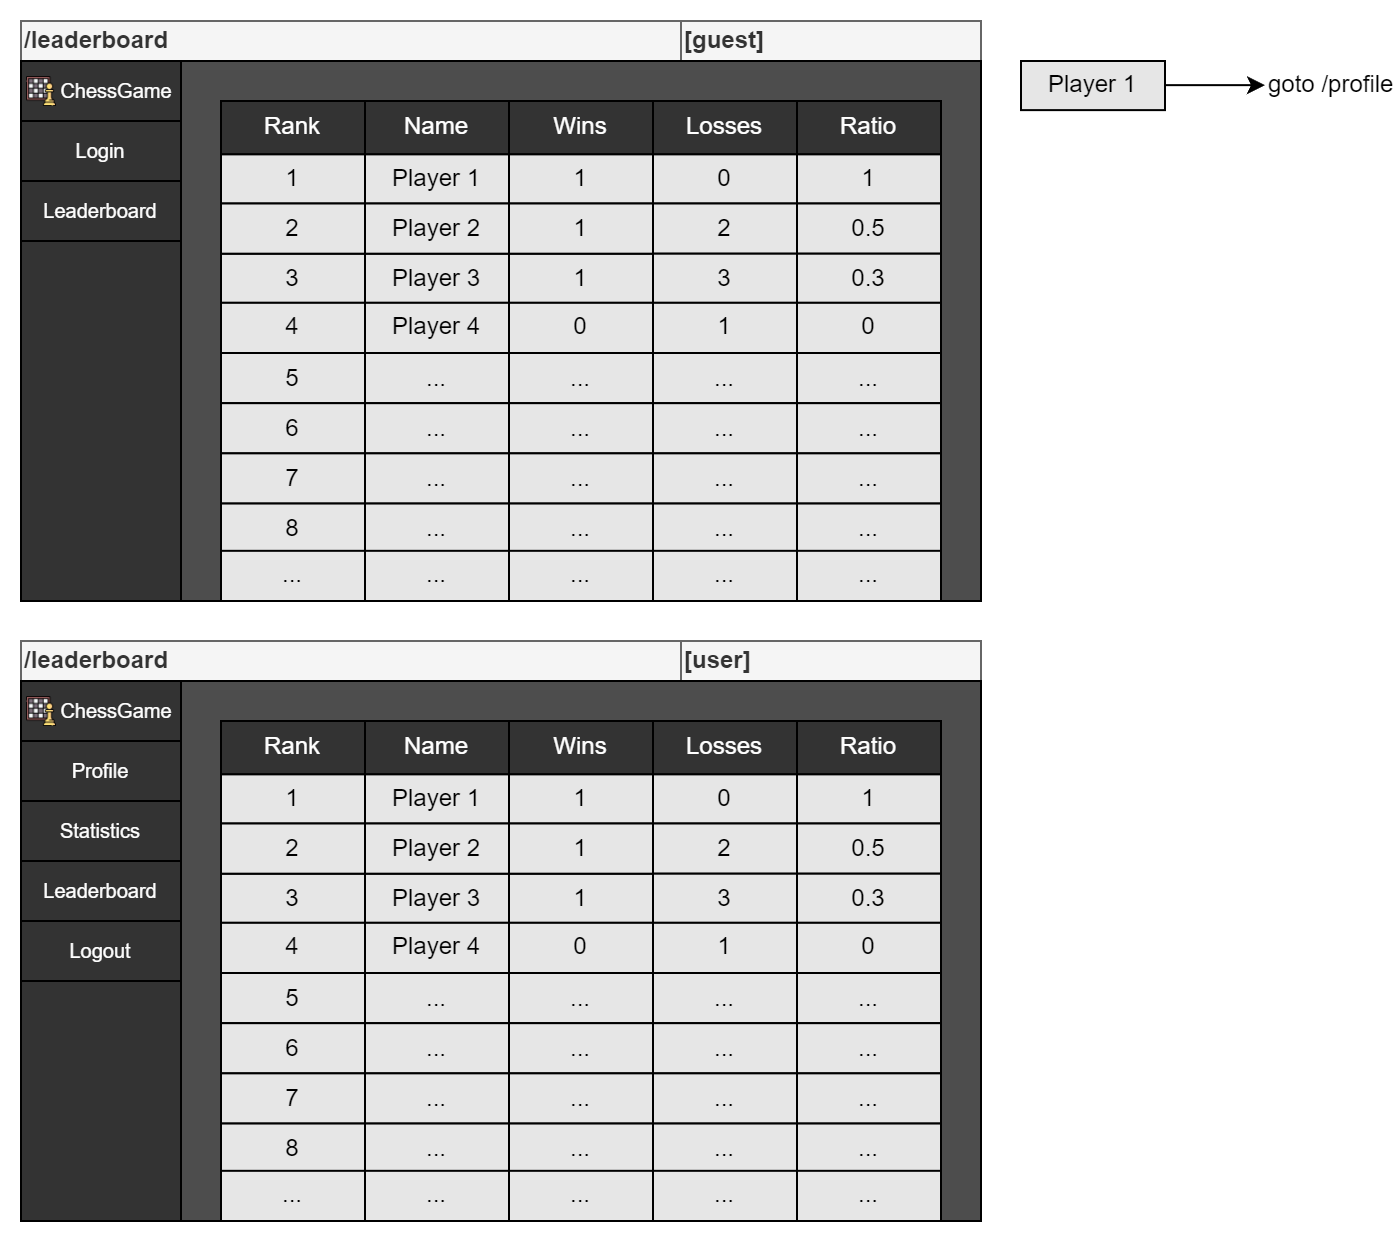 /leaderboard [guest]
ChessGame
Login
Leaderboard
Rank Name Wins Losses Ratio
1 Player 1 1 0 1
2 Player 2 1 2 0.5
3 Player 3 1 3 0.3
4 Player 4 0 1 0
5 ... ... ... ...
6 ... ... ... ...
7 ... ... ... ...
8 ... ... ... ...
... ... ... ... ...
Player 1 goto /profile
/leaderboard [user]
ChessGame
Profile
Statistics
Leaderboard
Logout
Rank Name Wins Losses Ratio
1 Player 1 1 0 1
2 Player 2 1 2 0.5
3 Player 3 1 3 0.3
4 Player 4 0 1 0
5 ... ... ... ...
6 ... ... ... ...
7 ... ... ... ...
8 ... ... ... ...
... ... ... ... ...